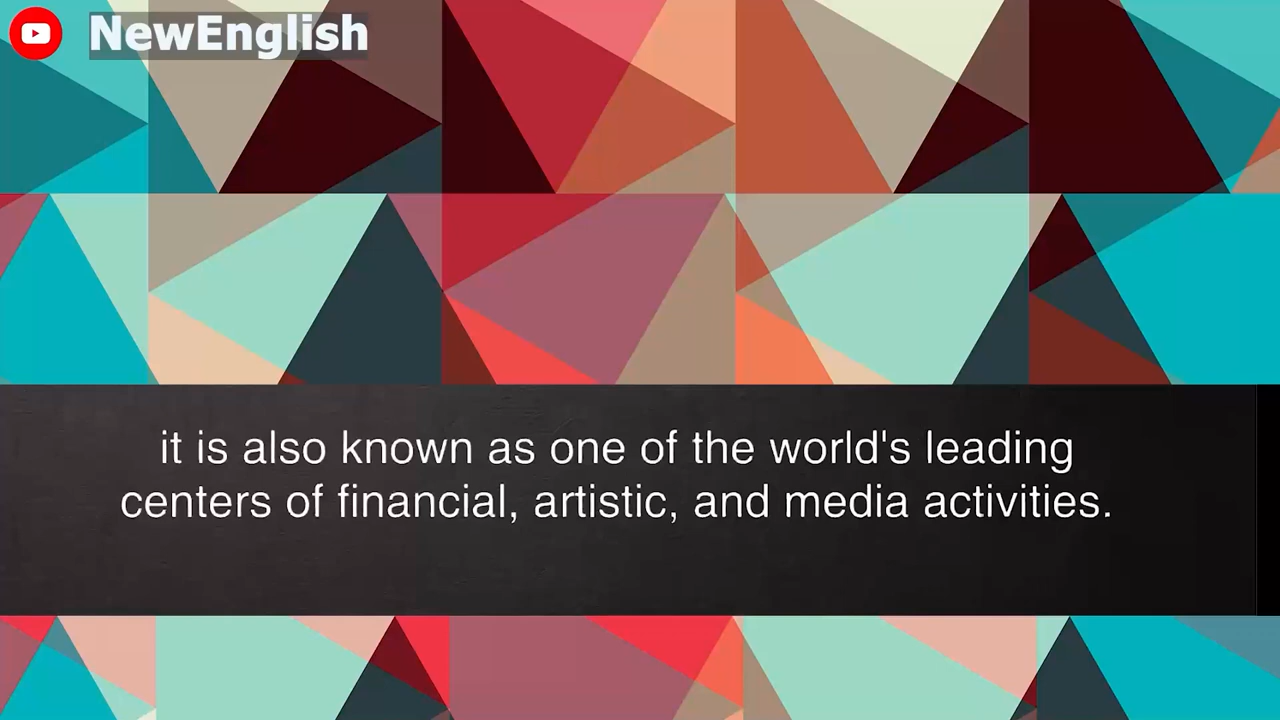 NewEnglish
it is also known as one of the world's leading
centers of financial, artistic, and media activities.